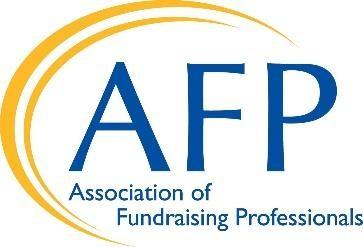 AFP
Association of
Fundraising Professionals